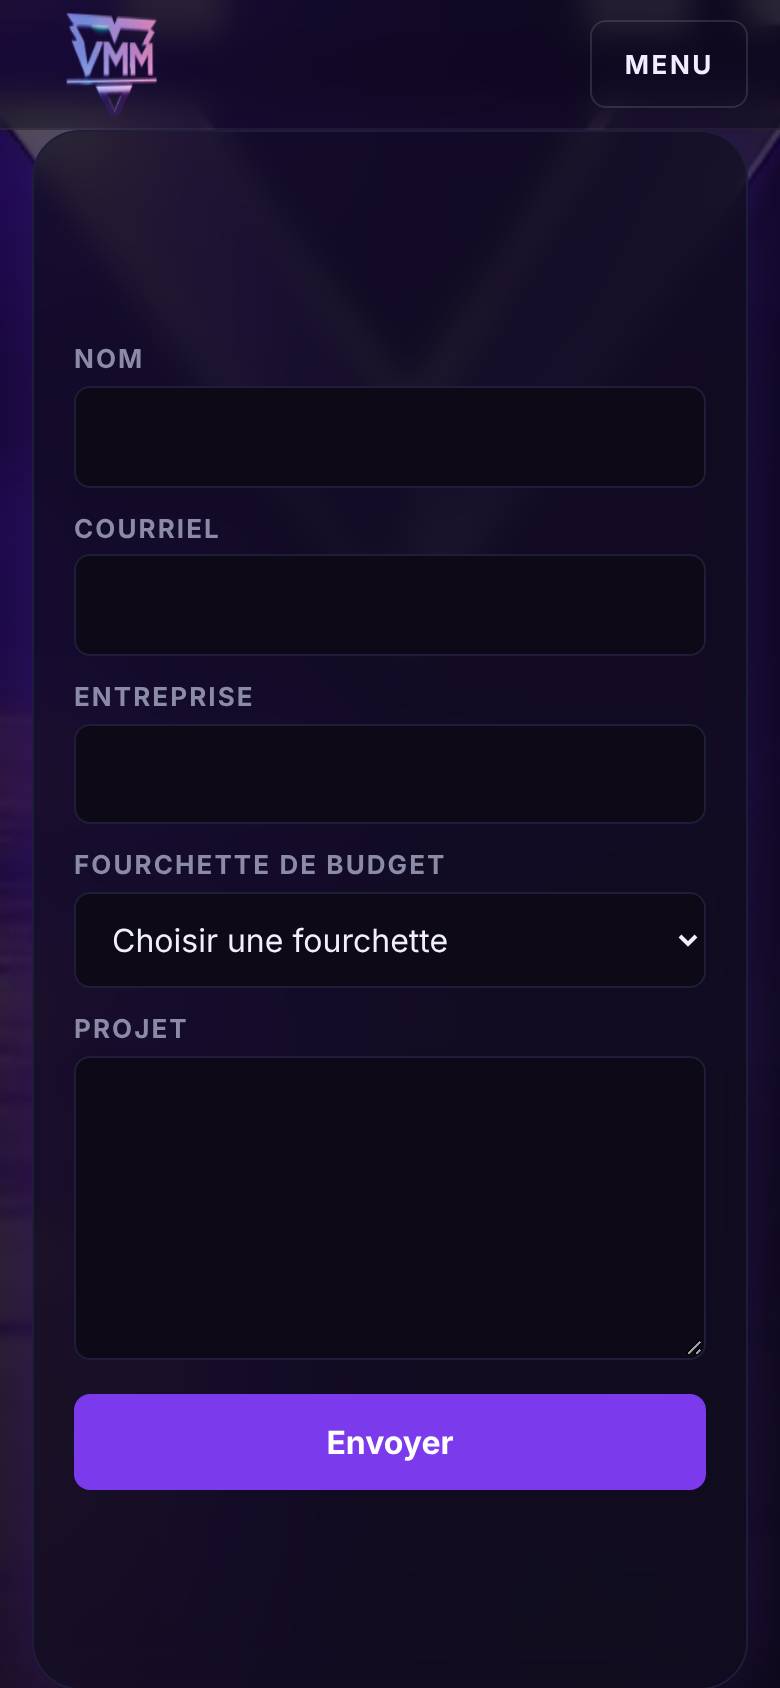 VMM
MENU
NOM
COURRIEL
ENTREPRISE
FOURCHETTE DE BUDGET
Choisir une fourchette
PROJET
Envoyer